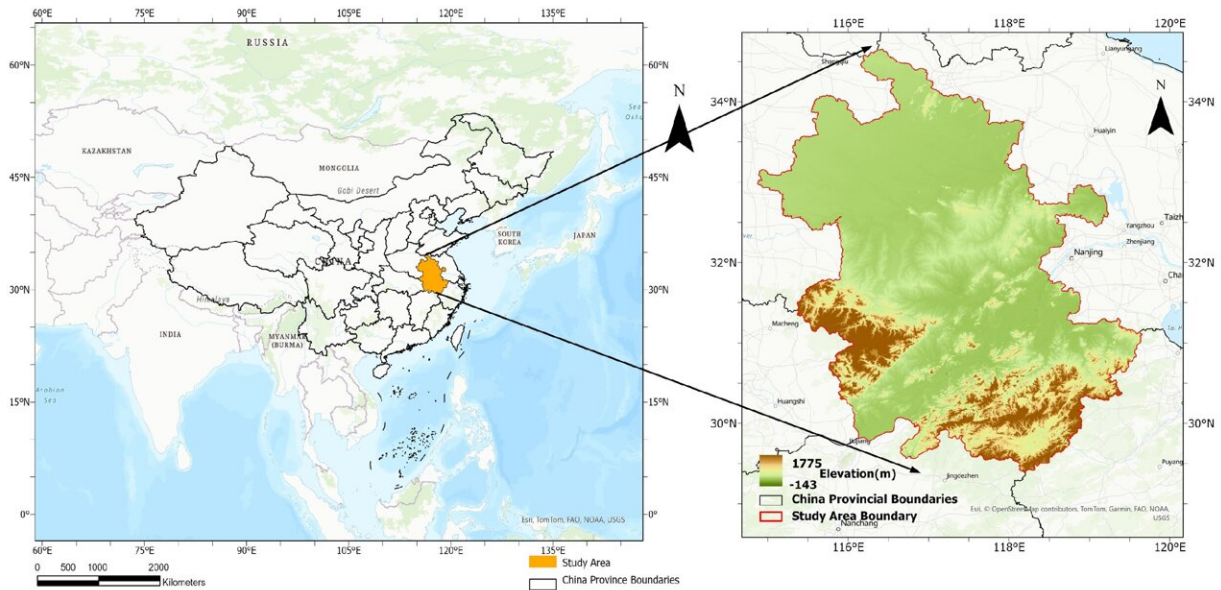 60°E 75°E 90°E 105°E 120°E 135°E
RUSSIA
60°N
60°N
Sea
Okho
KAZAKHSTAN
MONGOLIA
Gobi Desert
45°N
45°N
SOUTH
KOREA
JAPAN
CHINA
30°N
30°N
Himalaya
INDIA
MYANMAR
(BURMA)
Arabian
Sea
15°N
15°N
0°
0°
Esri, TomTom, FAO, NOAA, USGS
60°E 75°E 90°E 105°E 120°E 135°E
0 500 1000 2000
Kilometers
Study Area
China Province Boundaries
N
116°E 118°E 120°E
Shangqiu
Lianyungang
N
34°N
34°N
Huaiyin
Taizh
Yangzhou
Zhenjiang
Nanjing
32°N
32°N
Cha
Macheng
Huangshi
30°N
30°N
Jiujiang
Jingdezhen
Puyang
Nanchang
1775
Elevation(m)
-143
China Provincial Boundaries
Study Area Boundary
Esri, © OpenStreetMap contributors, TomTom, Garmin, FAO, NOAA,
USGS
116°E 118°E 120°E